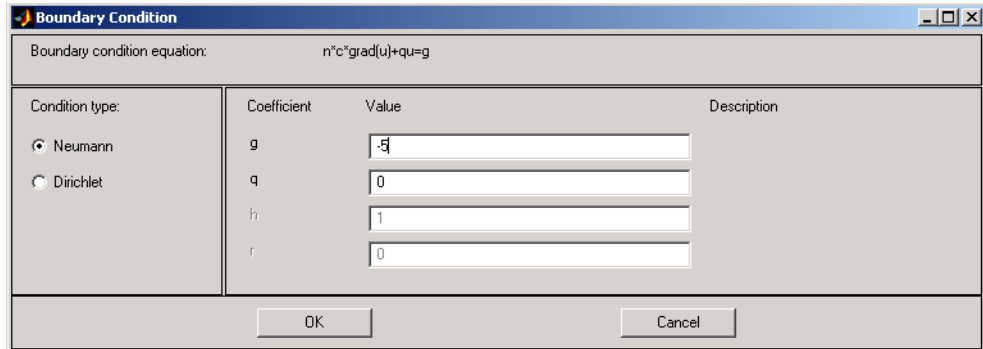 Boundary Condition
Boundary condition equation: n*c*grad(u)+qu=g
Condition type:
Neumann
Dirichlet
Coefficient Value Description
g -5
q 0
h 1
r 0
OK Cancel